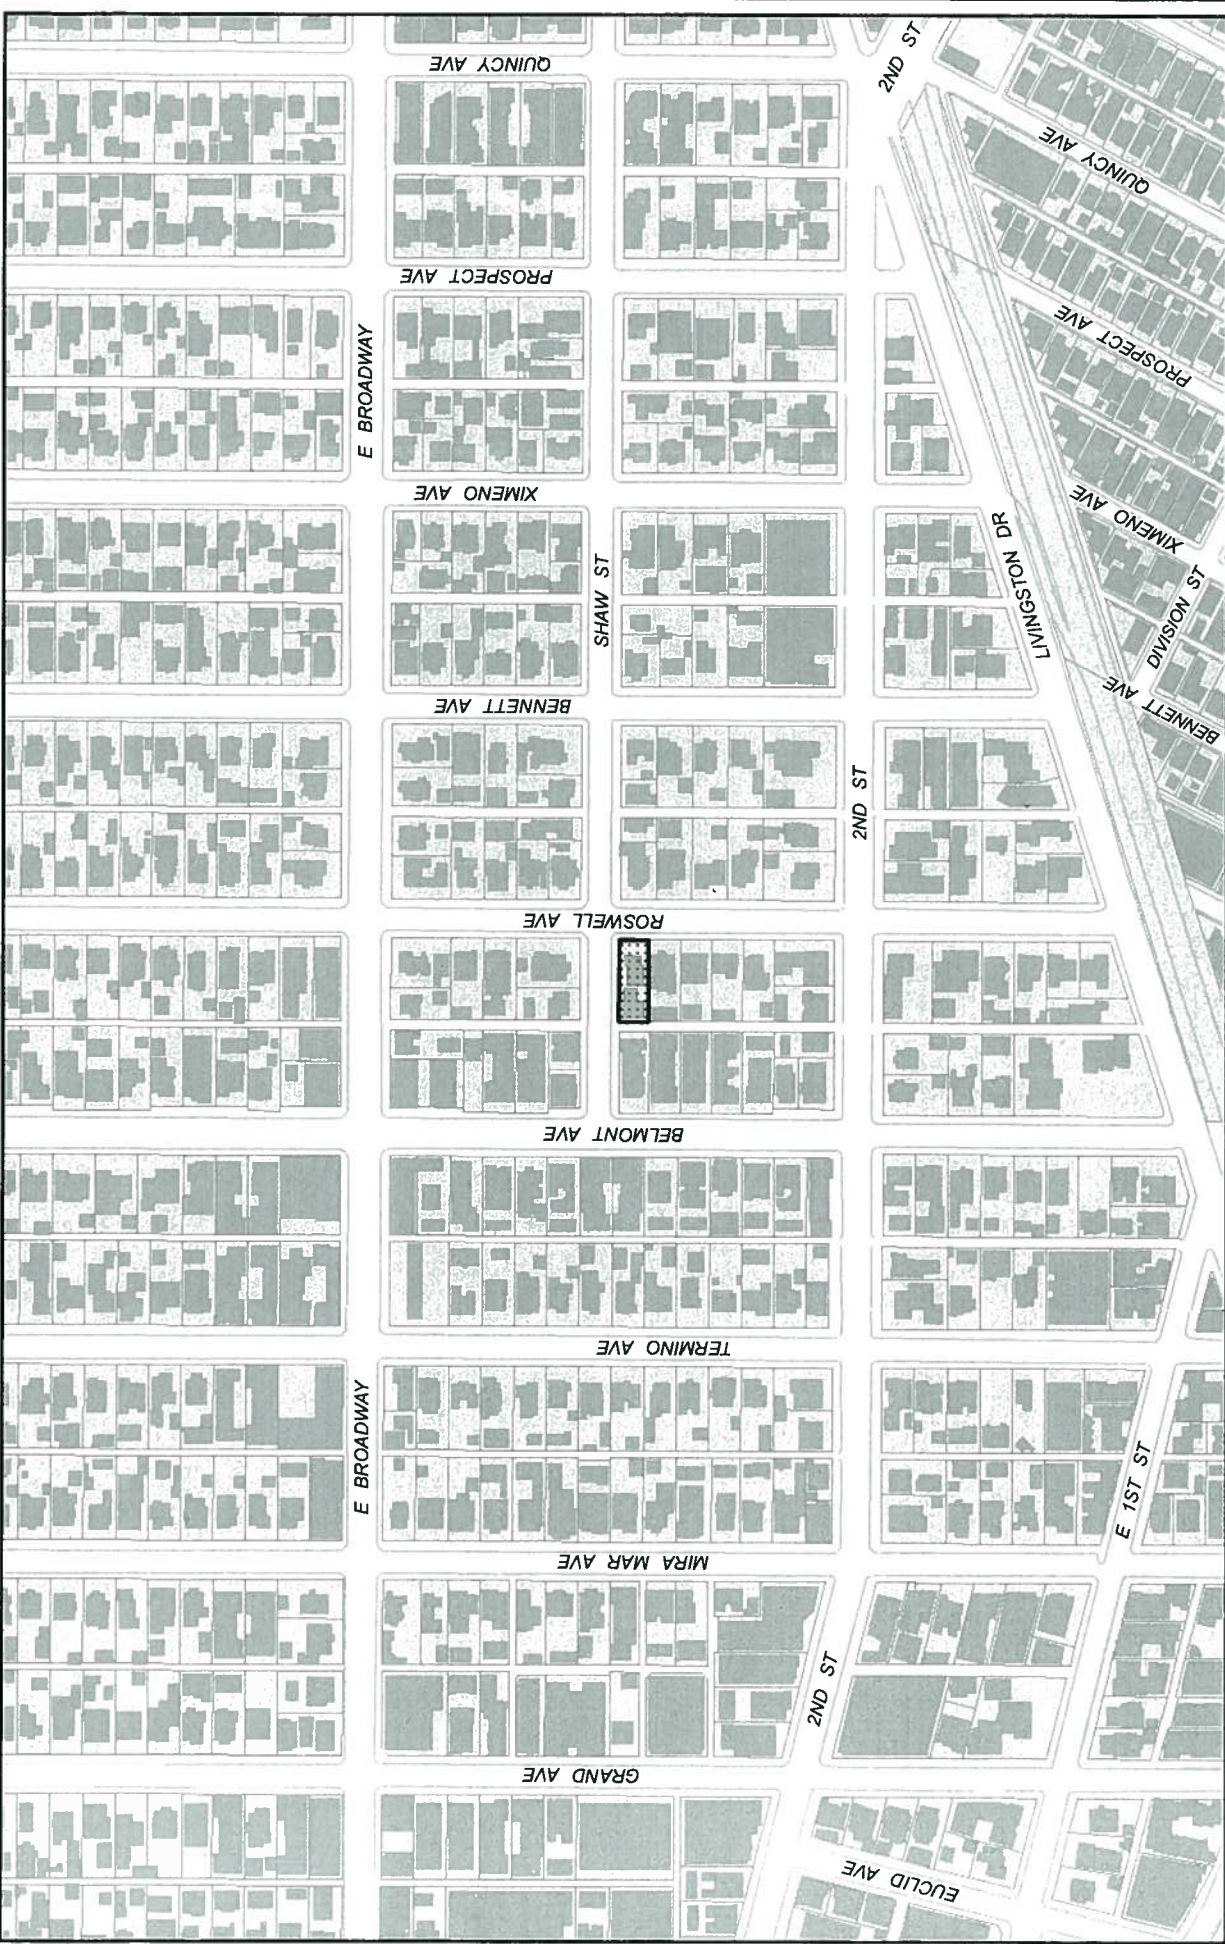 QUINCY AVE
2ND ST
QUINCY AVE
PROSPECT AVE
E BROADWAY
PROSPECT AVE
XIMENO AVE
XIMENO AVE
SHAW ST
LIVINGSTON DR
DIVISION ST
BENNETT AVE
BENNETT AVE
2ND ST
ROSWELL AVE
BELMONT AVE
TERMINO AVE
E BROADWAY
E 1ST ST
MIRA MAR AVE
2ND ST
GRAND AVE
EUCLID AVE